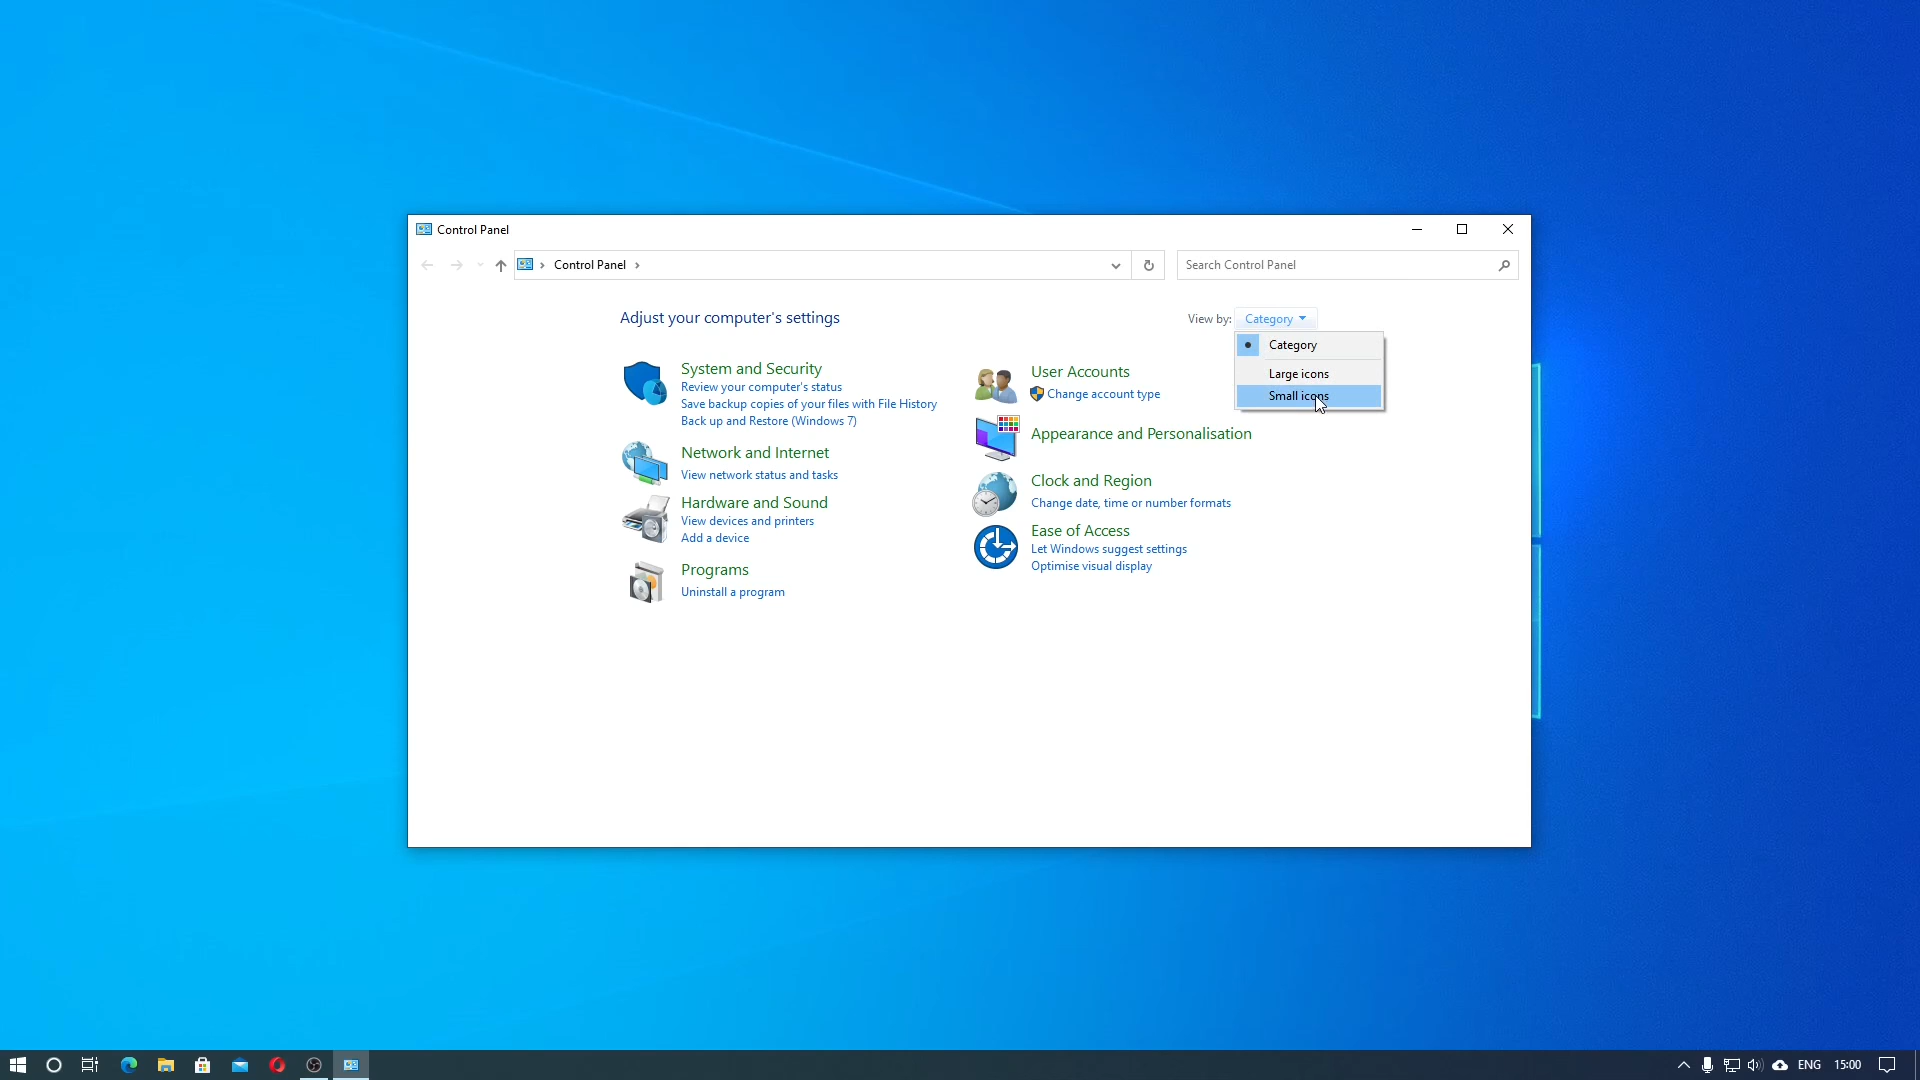 Control Panel
Control Panel
Search Control Panel
Adjust your computer's settings
View by: Category
Category
Large icons
Small icons
System and Security
Review your computer's status
Save backup copies of your files with File History
Back up and Restore (Windows 7)
Network and Internet
View network status and tasks
Hardware and Sound
View devices and printers
Add a device
Programs
Uninstall a program
User Accounts
Change account type
Appearance and Personalisation
Clock and Region
Change date, time or number formats
Ease of Access
Let Windows suggest settings
Optimise visual display
ENG 15:00